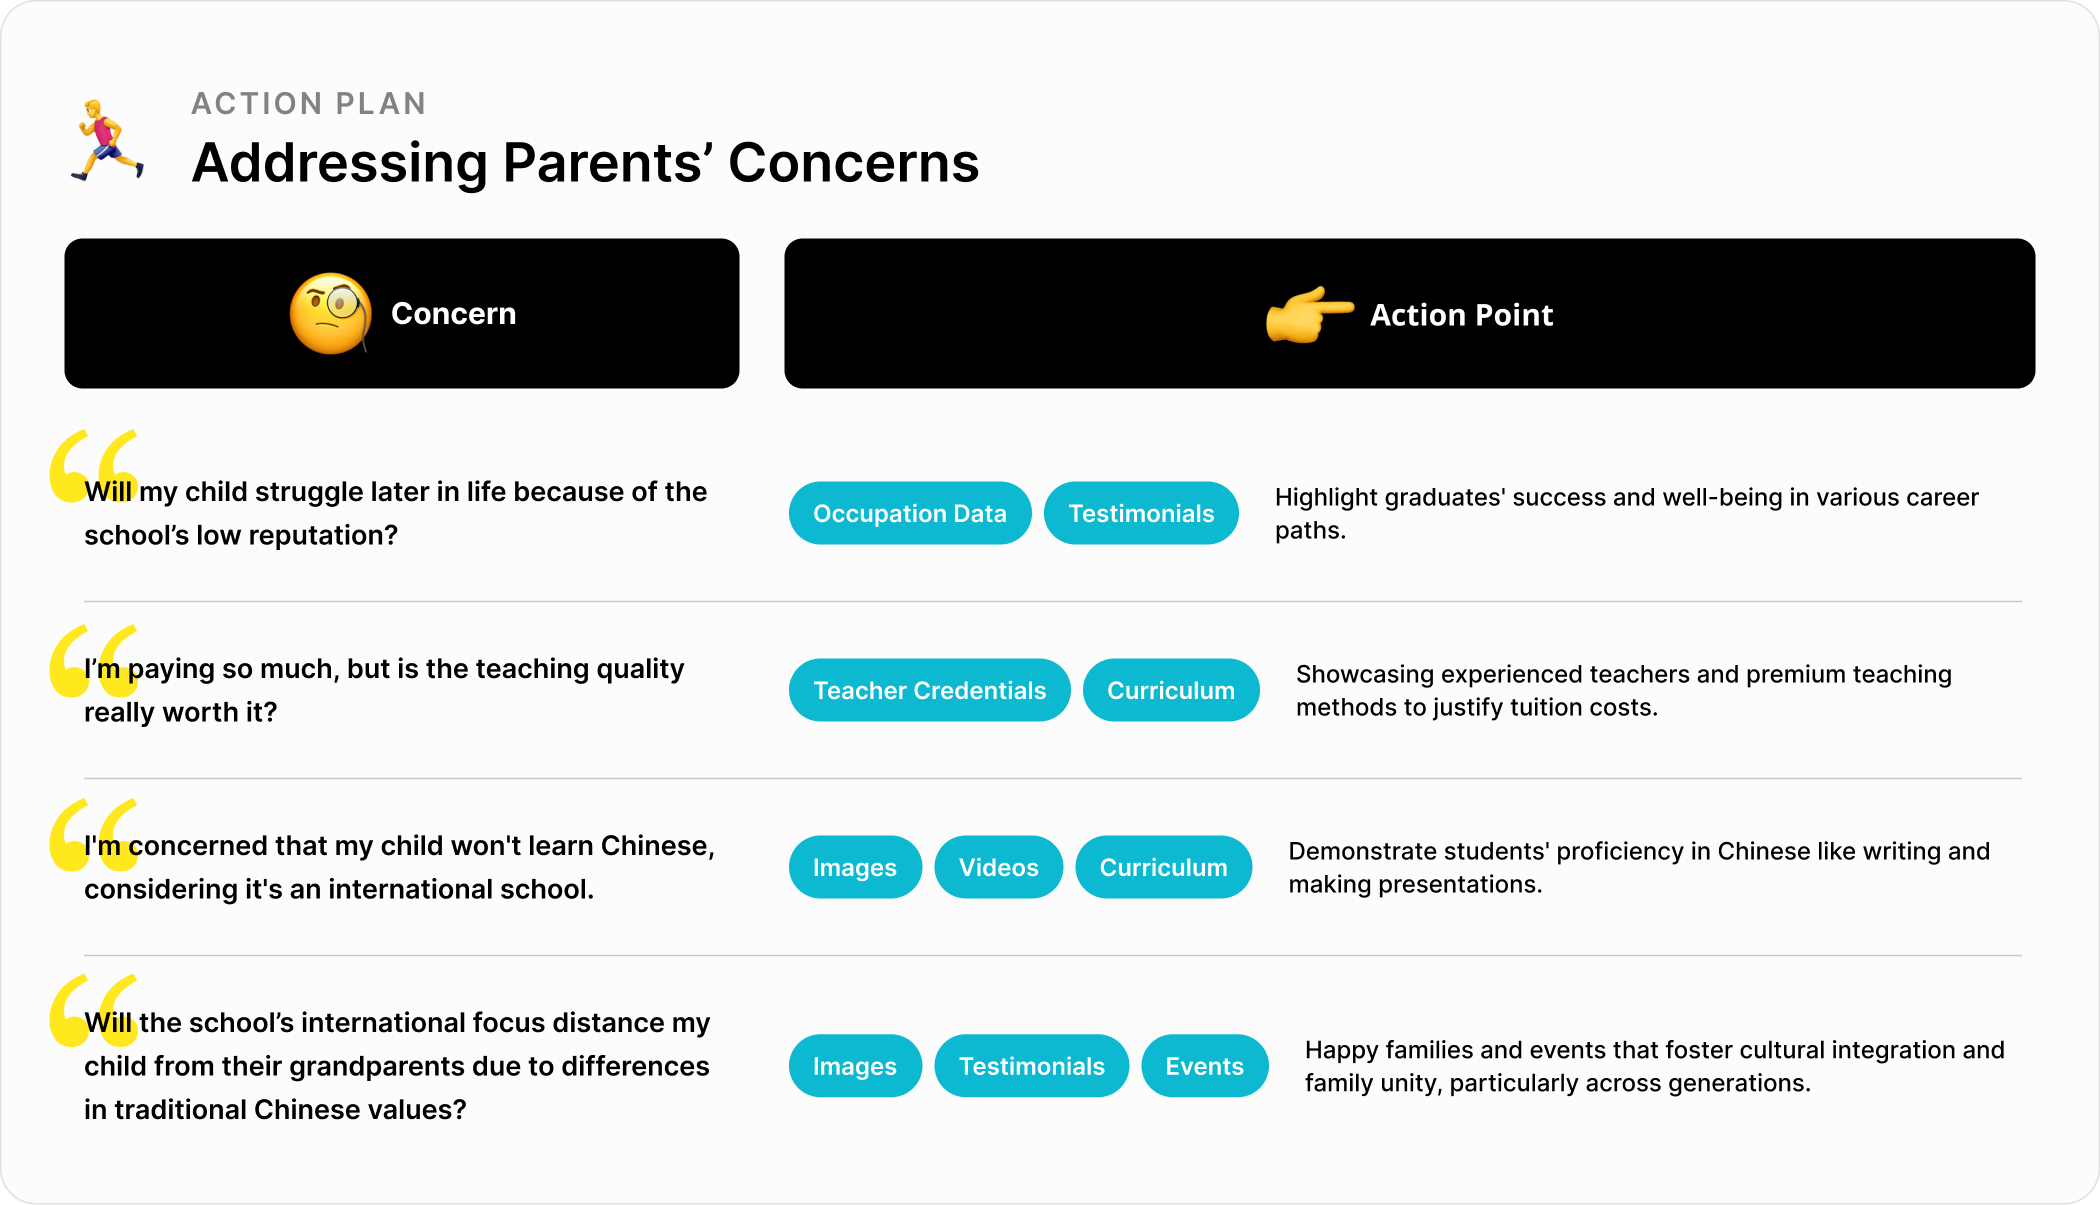 ACTION PLAN
Addressing Parents’ Concerns
Concern
Action Point
Will my child struggle later in life because of the
school’s low reputation?
Occupation Data
Testimonials
Highlight graduates' success and well-being in various career
paths.
I’m paying so much, but is the teaching quality
really worth it?
Teacher Credentials
Curriculum
Showcasing experienced teachers and premium teaching
methods to justify tuition costs.
I'm concerned that my child won't learn Chinese,
considering it's an international school.
Images
Videos
Curriculum
Demonstrate students' proficiency in Chinese like writing and
making presentations.
Will the school’s international focus distance my
child from their grandparents due to differences
in traditional Chinese values?
Images
Testimonials
Events
Happy families and events that foster cultural integration and
family unity, particularly across generations.